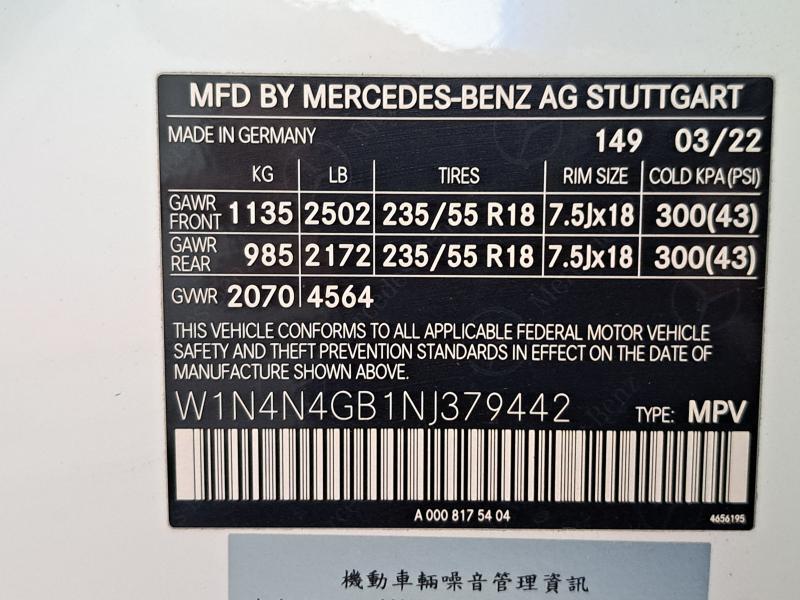 MFD BY MERCEDES-BENZ AG STUTTGART
MADE IN GERMANY 149 03/22
KG LB TIRES RIM SIZE COLD KPA(PSI)
GAWR FRONT 1135 2502 235/55 R18 7.5Jx18 300(43)
GAWR REAR 985 2172 235/55 R18 7.5Jx18 300(43)
GVWR 2070 4564
THIS VEHICLE CONFORMS TO ALL APPLICABLE FEDERAL MOTOR VEHICLE
SAFETY AND THEFT PREVENTION STANDARDS IN EFFECT ON THE DATE OF
MANUFACTURE SHOWN ABOVE.
W1N4N4GB1NJ379442 TYPE: MPV
A 000 817 54 04 4656195
機動車輛噪音管理資訊